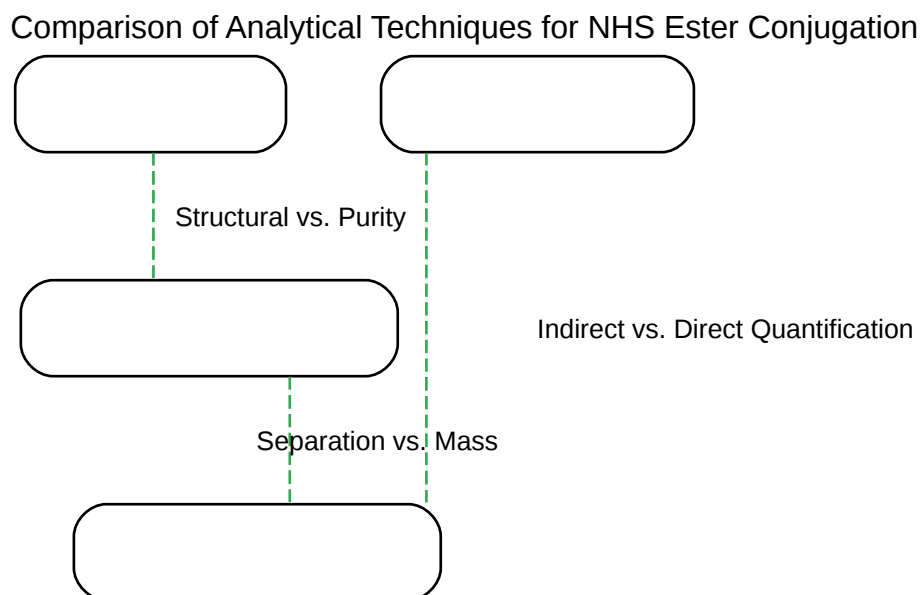 Comparison of Analytical Techniques for NHS Ester Conjugation
Structural vs. Purity
Indirect vs. Direct Quantification
Separation vs. Mass